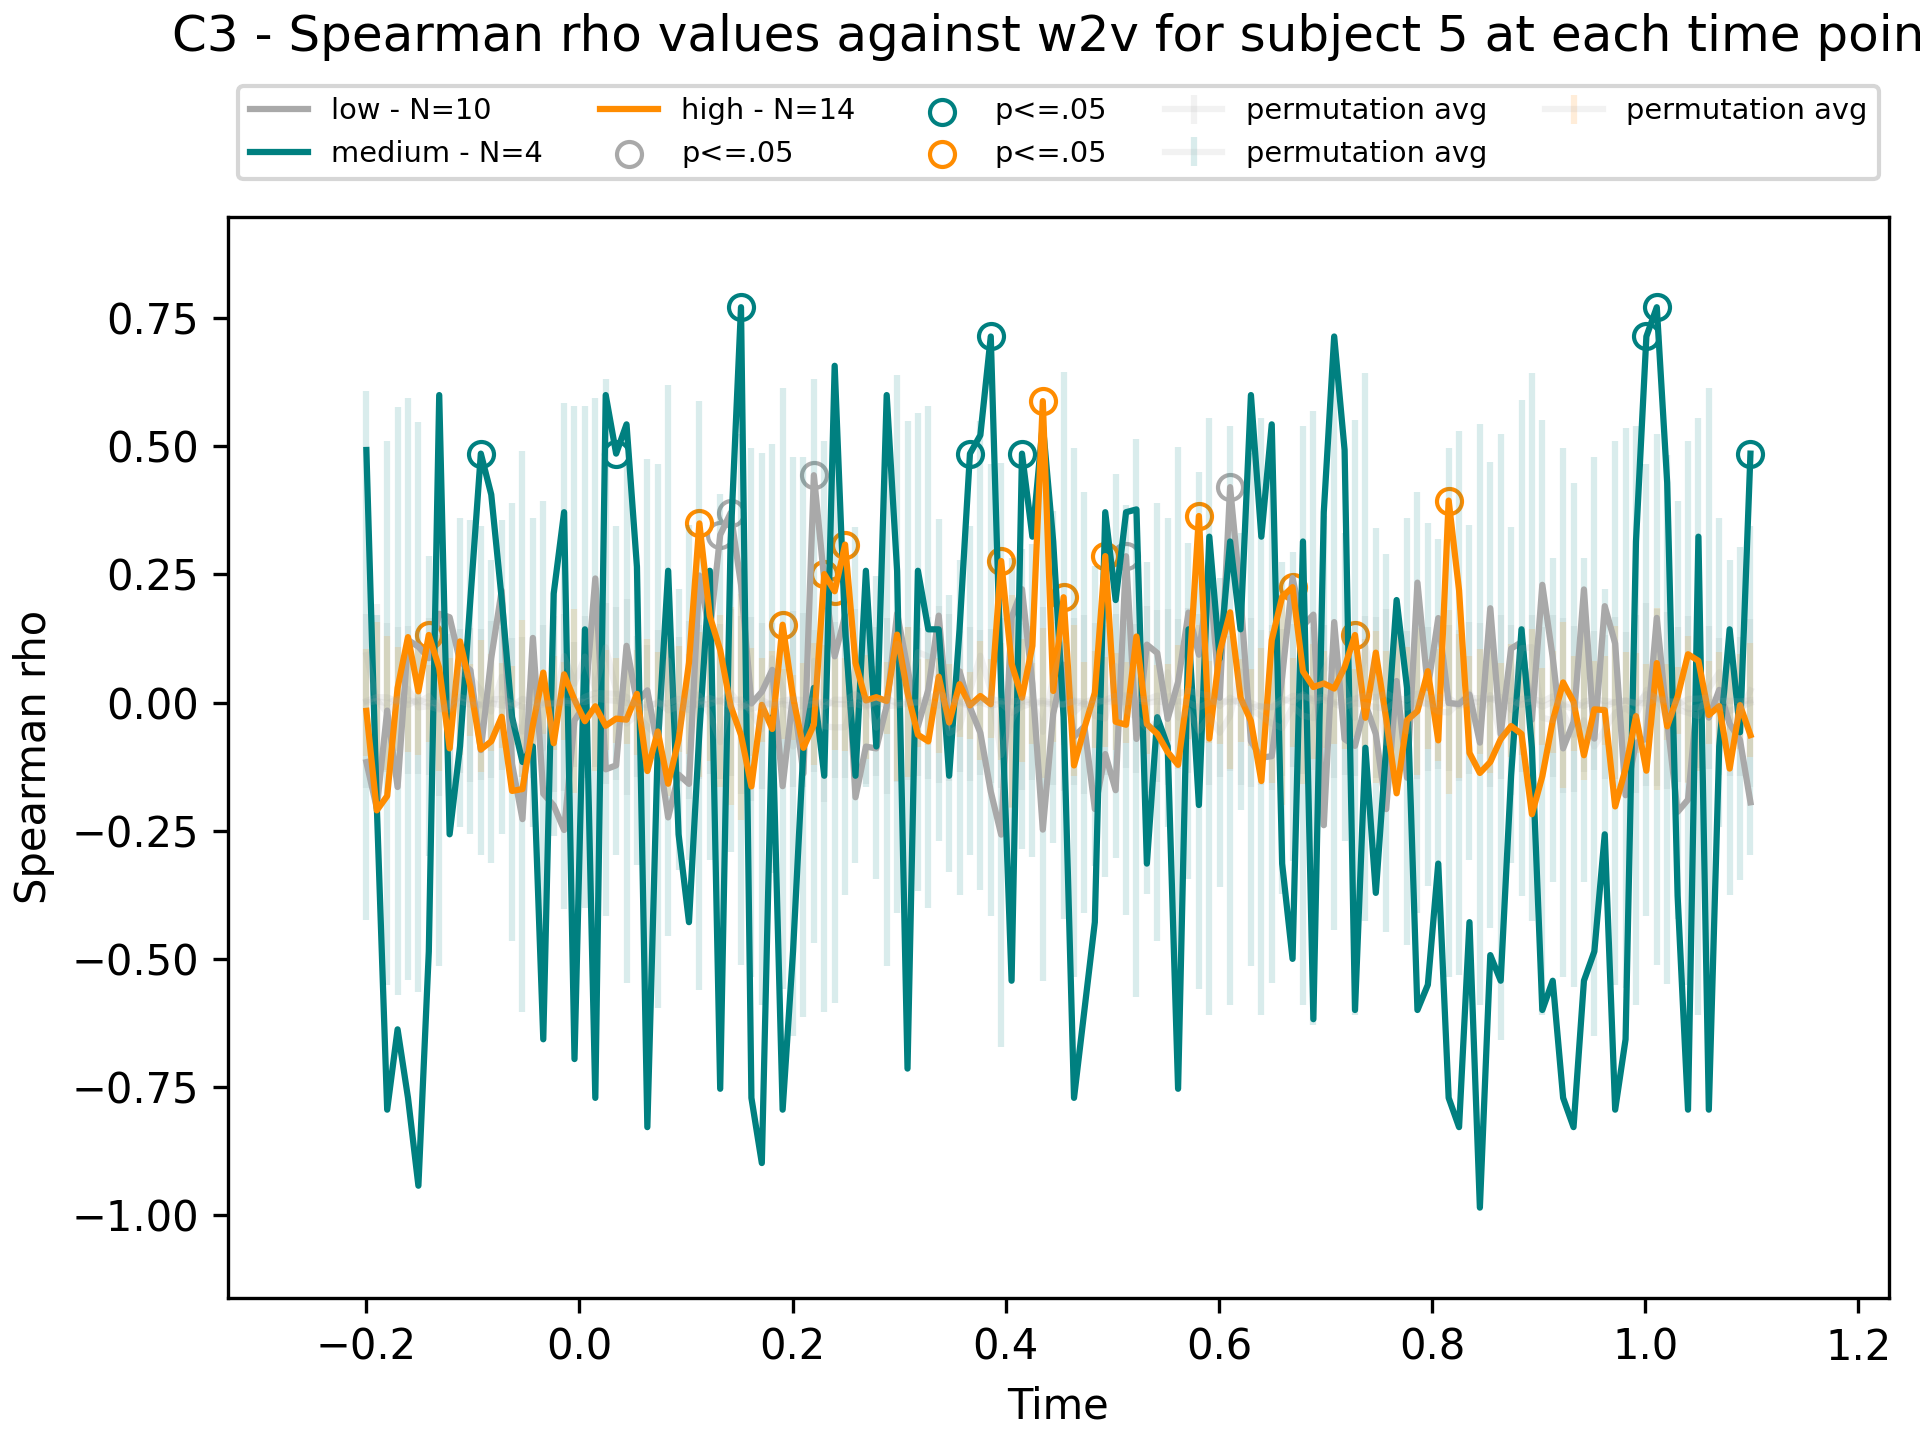 C3 - Spearman rho values against w2v for subject 5 at each time poin
low - N=10 high - N=14 p<=.05 permutation avg permutation avg
medium - N=4 p<=.05 p<=.05 permutation avg
0.75
0.50
0.25
0.00
−0.25
−0.50
−0.75
−1.00
Spearman rho
−0.2 0.0 0.2 0.4 0.6 0.8 1.0 1.2
Time